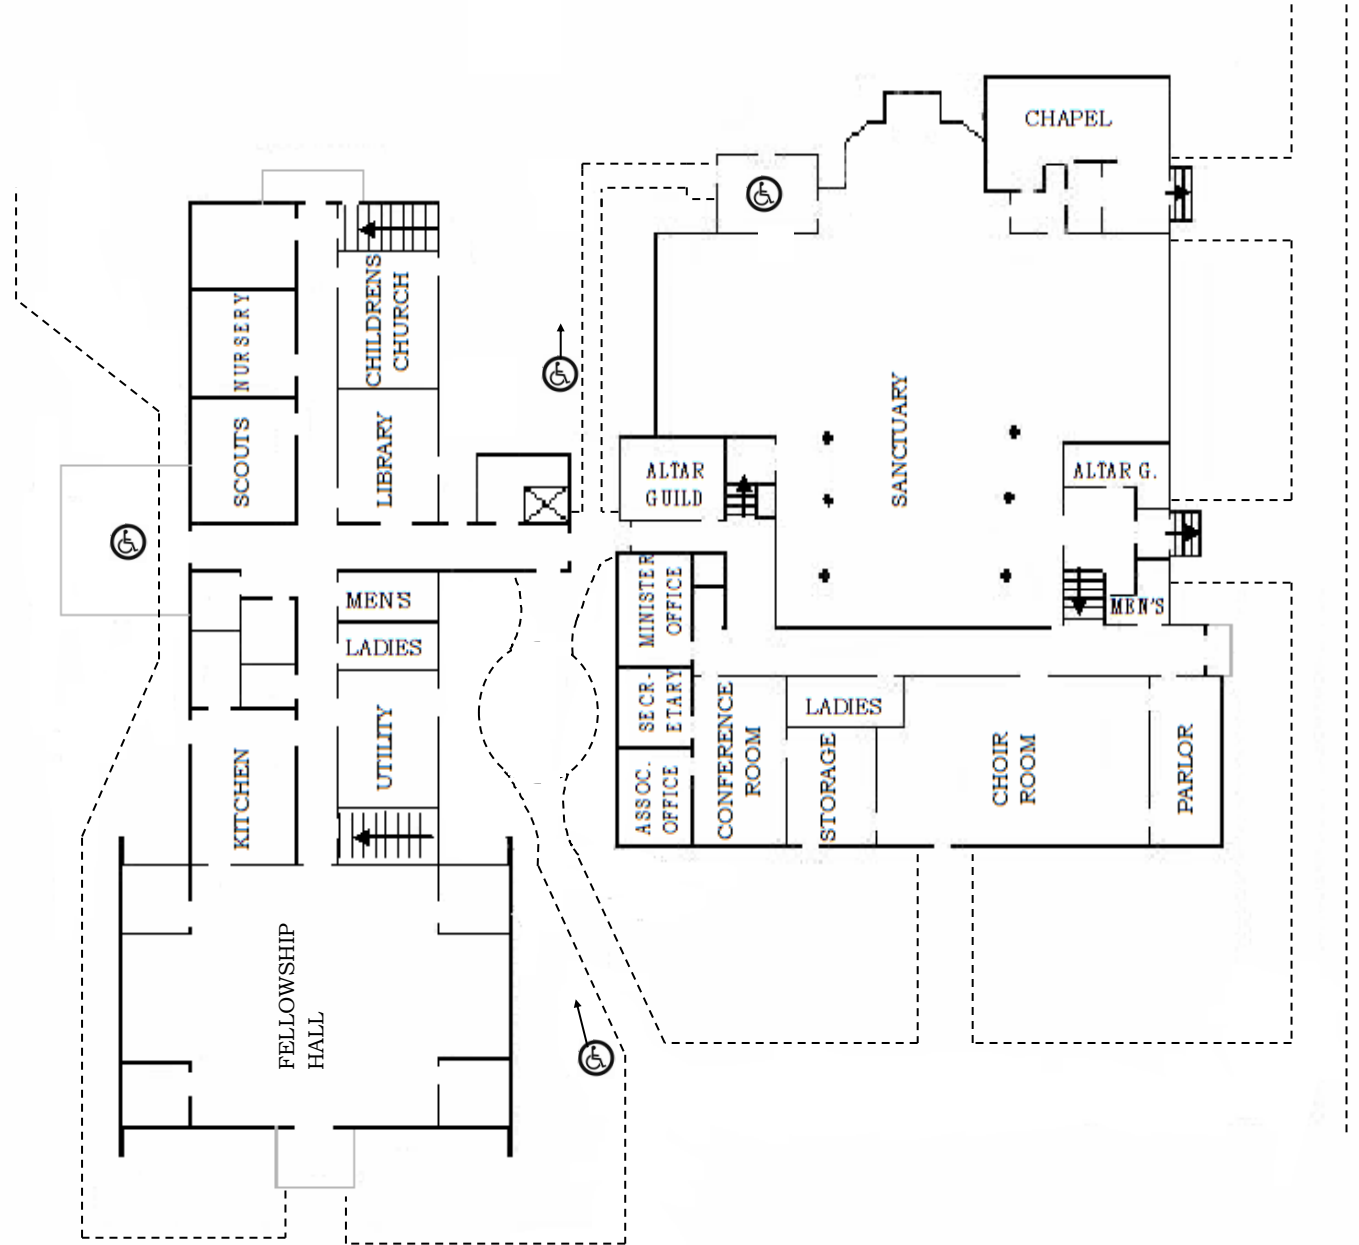 CHAPEL
NURSERY
CHILDRENS
CHURCH
SCOUTS
LIBRARY
SANCTUARY
ALTAR
GUILD
ALTAR G.
MEN'S
LADIES
MINISTER
OFFICE
MEN'S
SECR-
ETARY
CONFERENCE
ROOM
LADIES
UTILITY
KITCHEN
ASSOC.
OFFICE
STORAGE
CHOIR
ROOM
PARLOR
FELLOWSHIP
HALL